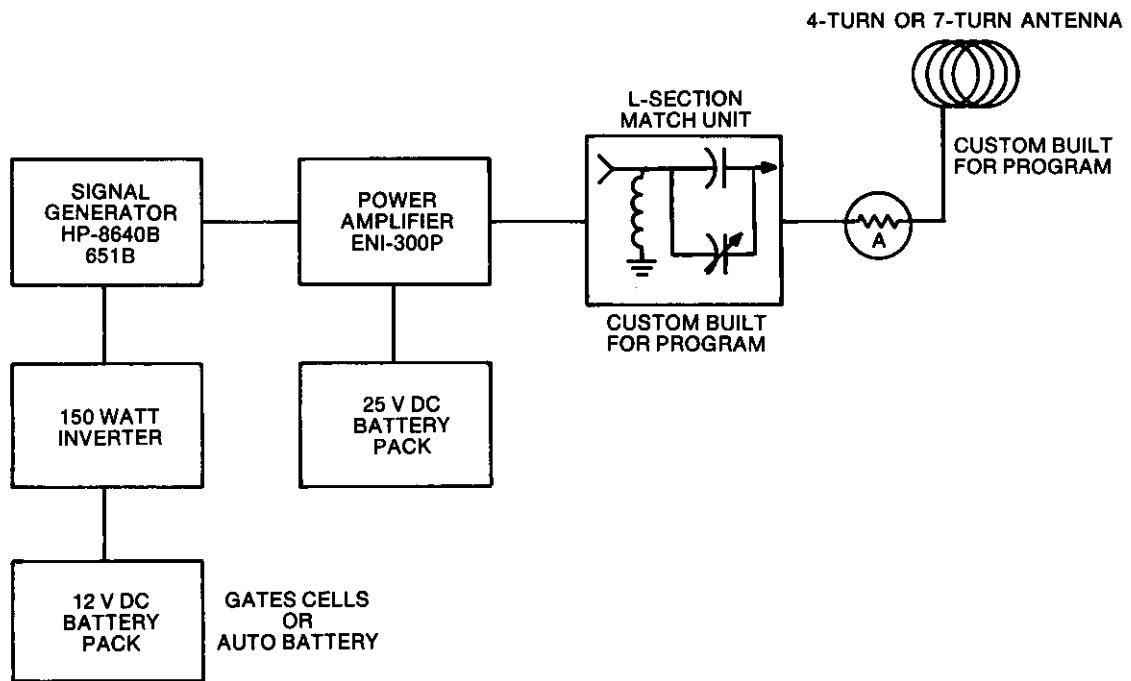 4-TURN OR 7-TURN ANTENNA
L-SECTION
MATCH UNIT
CUSTOM BUILT
FOR PROGRAM
SIGNAL
GENERATOR
HP-8640B
651B
POWER
AMPLIFIER
ENI-300P
A
CUSTOM BUILT
FOR PROGRAM
150 WATT
INVERTER
25 V DC
BATTERY
PACK
12 V DC
BATTERY
PACK
GATES CELLS
OR
AUTO BATTERY